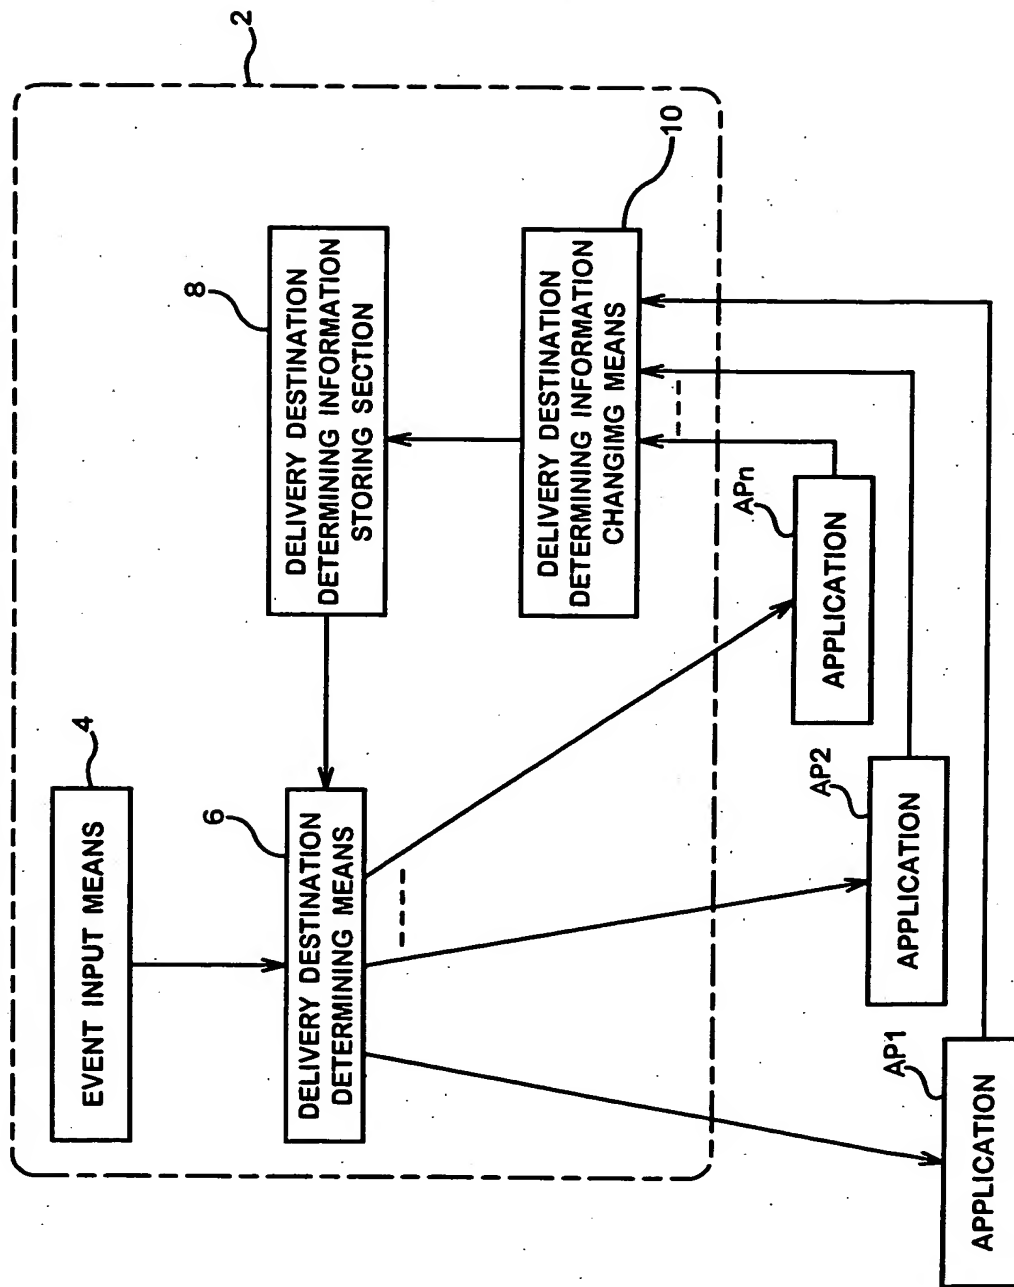 2
4
EVENT INPUT MEANS
6
DELIVERY DESTINATION
DETERMINING MEANS
8
DELIVERY DESTINATION
DETERMINING INFORMATION
STORING SECTION
10
DELIVERY DESTINATION
DETERMINING INFORMATION
CHANGIMG MEANS
AP1
APPLICATION
AP2
APPLICATION
APn
APPLICATION